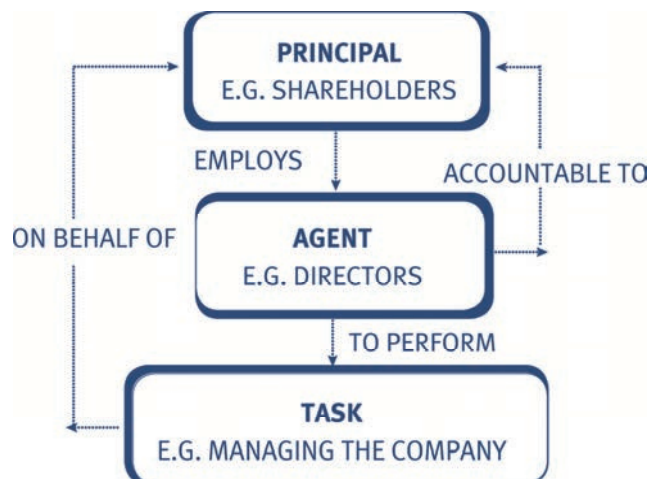 PRINCIPAL
E.G. SHAREHOLDERS
EMPLOYS
ACCOUNTABLE TO
ON BEHALF OF
AGENT
E.G. DIRECTORS
TO PERFORM
TASK
E.G. MANAGING THE COMPANY